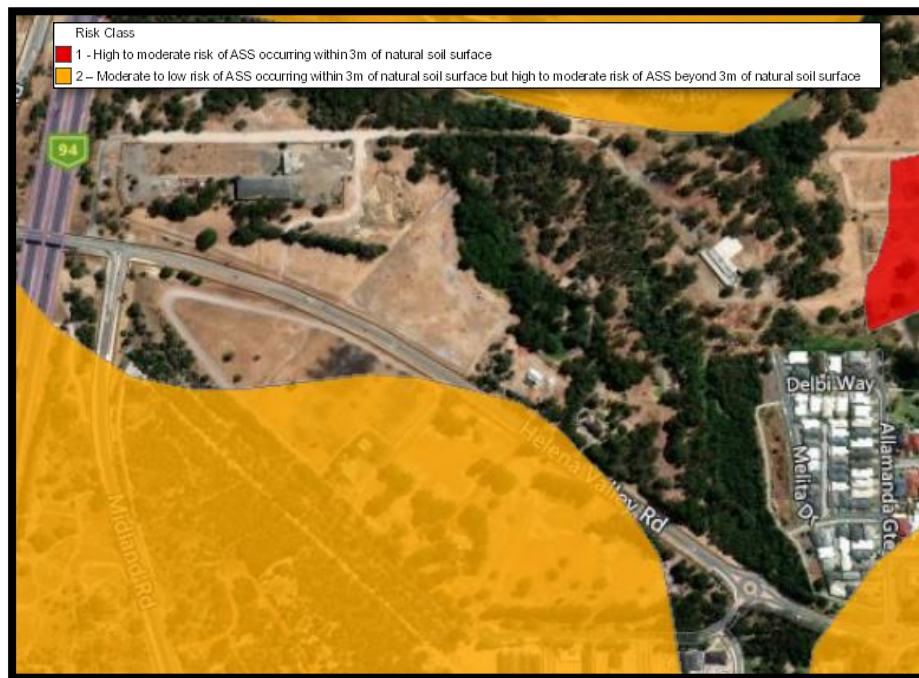 Risk Class
1 - High to moderate risk of ASS occurring within 3m of natural soil surface
2 – Moderate to low risk of ASS occurring within 3m of natural soil surface but high to moderate risk of ASS beyond 3m of natural soil surface
94
Delbi Way
Melita D
Allamanda Gte
Helena Valley Rd
Midland Rd